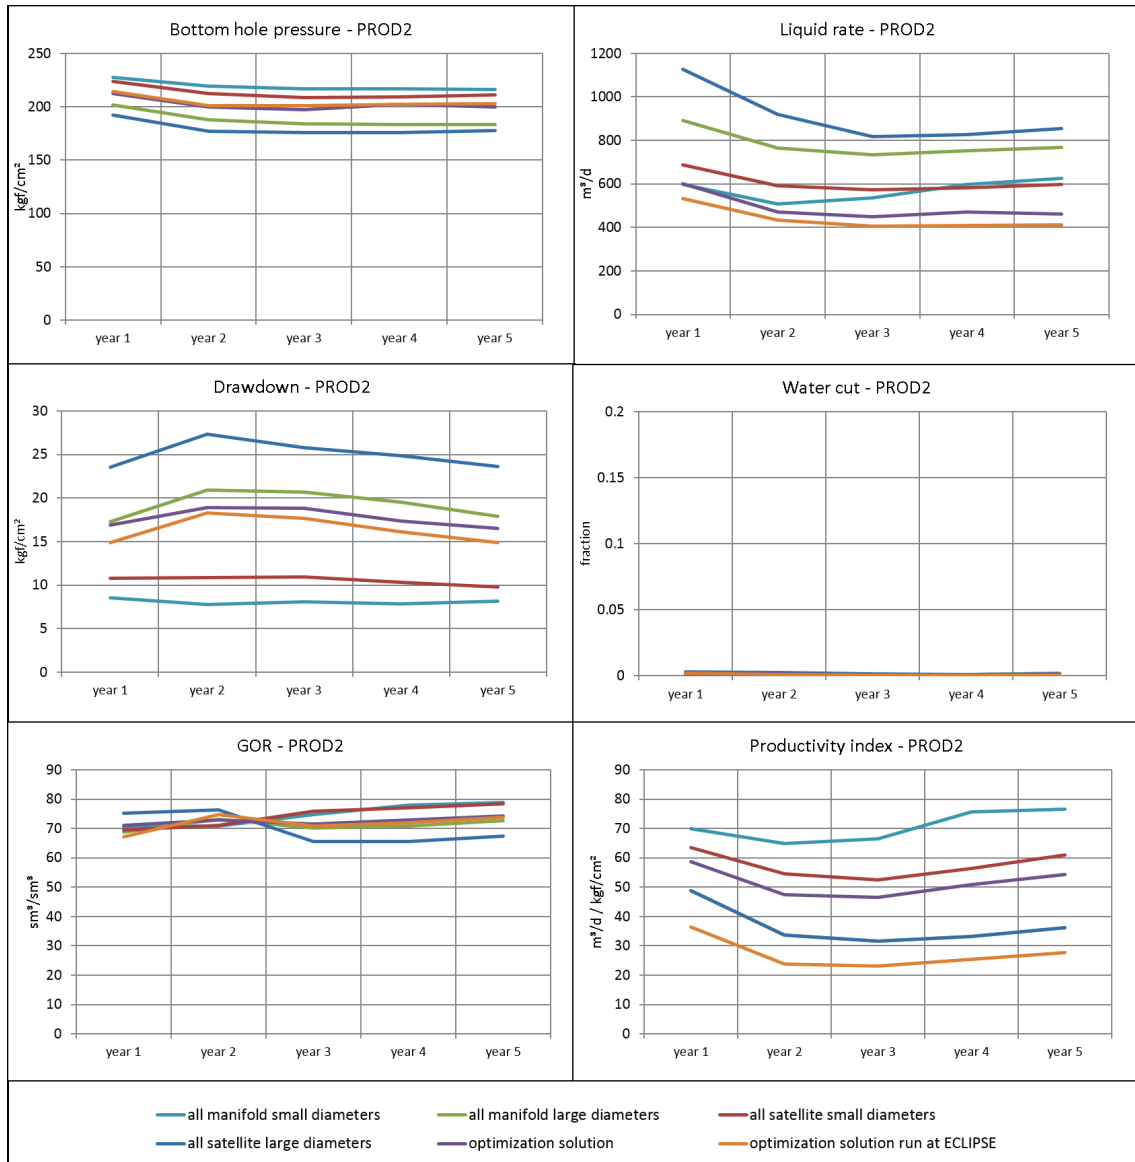 Bottom hole pressure - PROD2
250
200
150
100
50
0
kgf/cm²
year 1 year 2 year 3 year 4 year 5
Liquid rate - PROD2
1200
1000
800
600
400
200
0
m³/d
year 1 year 2 year 3 year 4 year 5
Drawdown - PROD2
30
25
20
15
10
5
0
kgf/cm²
year 1 year 2 year 3 year 4 year 5
Water cut - PROD2
0.2
0.15
0.1
0.05
0
fraction
year 1 year 2 year 3 year 4 year 5
GOR - PROD2
90
80
70
60
50
40
30
20
10
0
sm³/sm³
year 1 year 2 year 3 year 4 year 5
Productivity index - PROD2
90
80
70
60
50
40
30
20
10
0
m³/d / kgf/cm²
year 1 year 2 year 3 year 4 year 5
all manifold small diameters all manifold large diameters all satellite small diameters
all satellite large diameters optimization solution optimization solution run at ECLIPSE